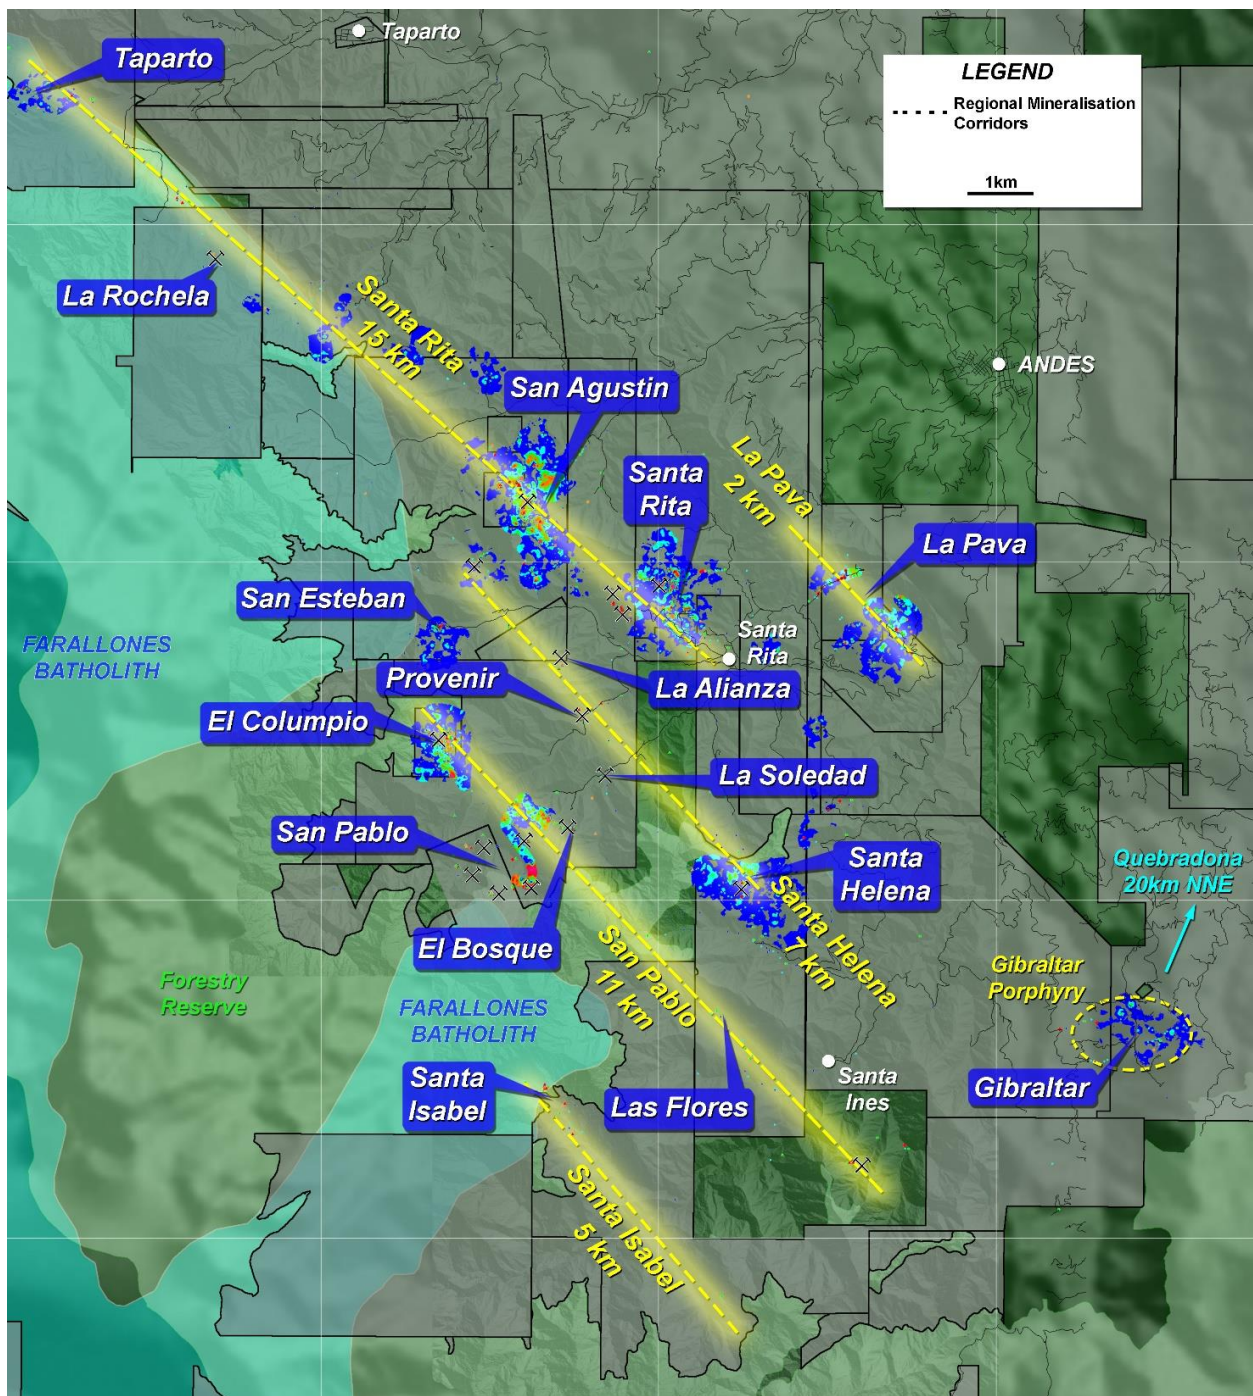 Taparto
Taparto
LEGEND
Regional Mineralisation
Corridors
1km
La Rochela
Santa Rita
15 km
San Agustin
ANDES
Santa
Rita
La Pava
2 km
La Pava
San Esteban
FARALLONES
BATHOLITH
Santa
Rita
Provenir
La Alianza
El Columpio
La Soledad
San Pablo
Santa
Helena
Quebradona
20km NNE
El Bosque
San Pablo
11 km
Santa Helena
7 km
Gibraltar
Porphyry
Forestry
Reserve
FARALLONES
BATHOLITH
Santa
Isabel
Las Flores
Santa
Ines
Gibraltar
Santa Isabel
5 km